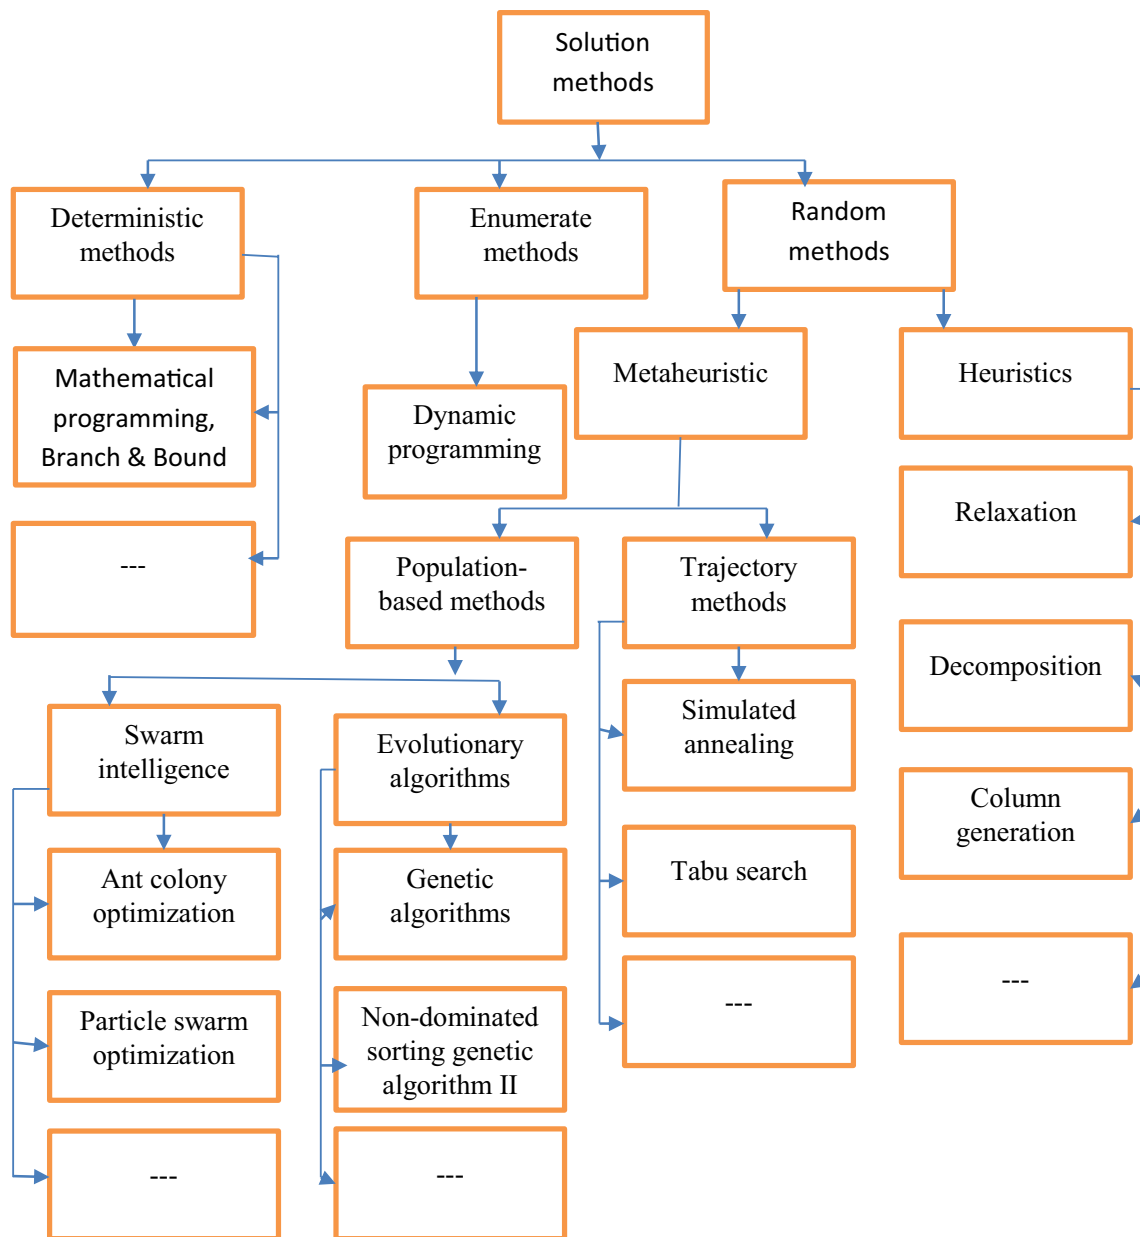 Solution
methods
Deterministic
methods
Enumerate
methods
Random
methods
Mathematical
programming,
Branch & Bound
Dynamic
programming
Metaheuristic
Heuristics
---
Population-
based methods
Trajectory
methods
Relaxation
Decomposition
Swarm
intelligence
Evolutionary
algorithms
Simulated
annealing
Column
generation
Ant colony
optimization
Genetic
algorithms
Tabu search
---
Particle swarm
optimization
Non-dominated
sorting genetic
algorithm II
---
---
---